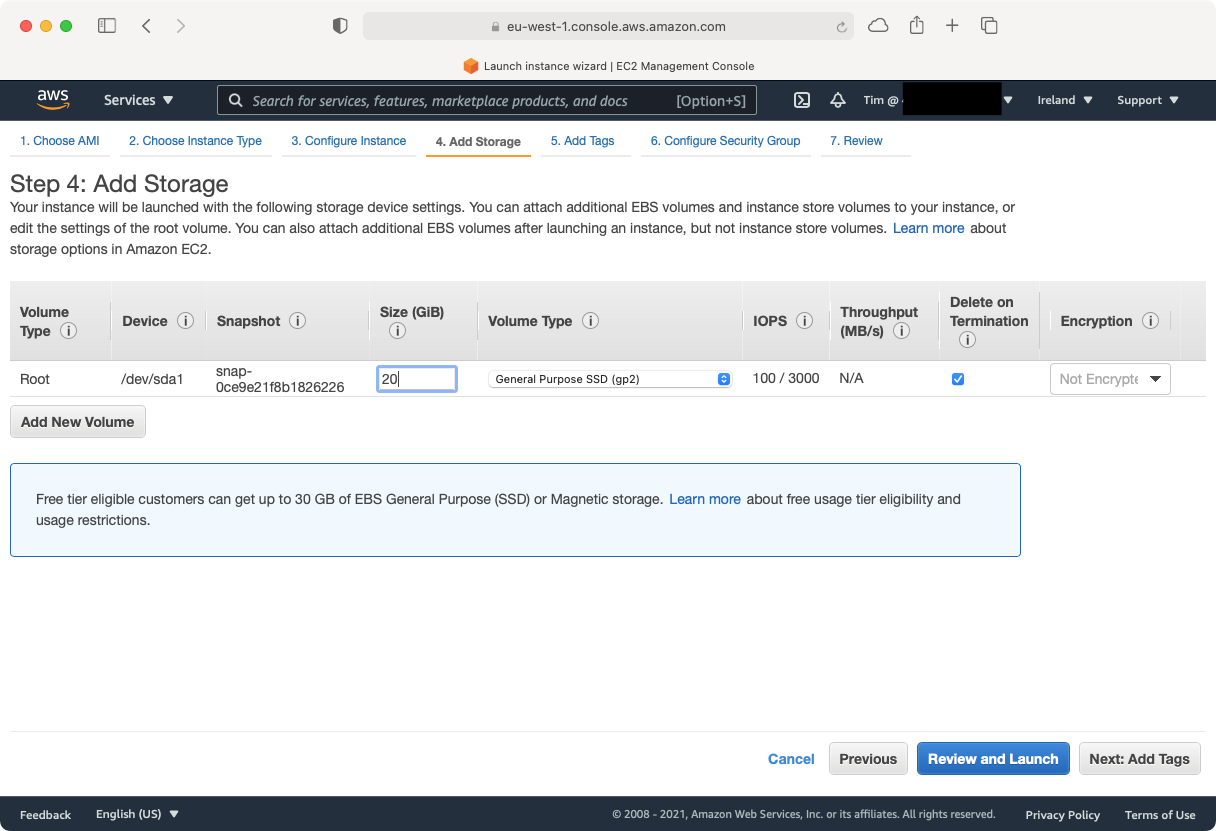 eu-west-1.console.aws.amazon.com
Launch instance wizard | EC2 Management Console
aws Services Search for services, features, marketplace products, and docs [Option+S] Tim @ Ireland Support
1. Choose AMI 2. Choose Instance Type 3. Configure Instance 4. Add Storage 5. Add Tags 6. Configure Security Group 7. Review
Step 4: Add Storage
Your instance will be launched with the following storage device settings. You can attach additional EBS volumes and instance store volumes to your instance, or
edit the settings of the root volume. You can also attach additional EBS volumes after launching an instance, but not instance store volumes. Learn more about
storage options in Amazon EC2.
Volume Type Device Snapshot Size (GiB) Volume Type IOPS Throughput (MB/s) Delete on Termination Encryption
Root /dev/sda1 snap-0ce9e21f8b1826226 20 General Purpose SSD (gp2) 100 / 3000 N/A Not Encrypte
Add New Volume
Free tier eligible customers can get up to 30 GB of EBS General Purpose (SSD) or Magnetic storage. Learn more about free usage tier eligibility and
usage restrictions.
Cancel Previous Review and Launch Next: Add Tags
Feedback English (US) © 2008 - 2021, Amazon Web Services, Inc. or its affiliates. All rights reserved. Privacy Policy Terms of Use